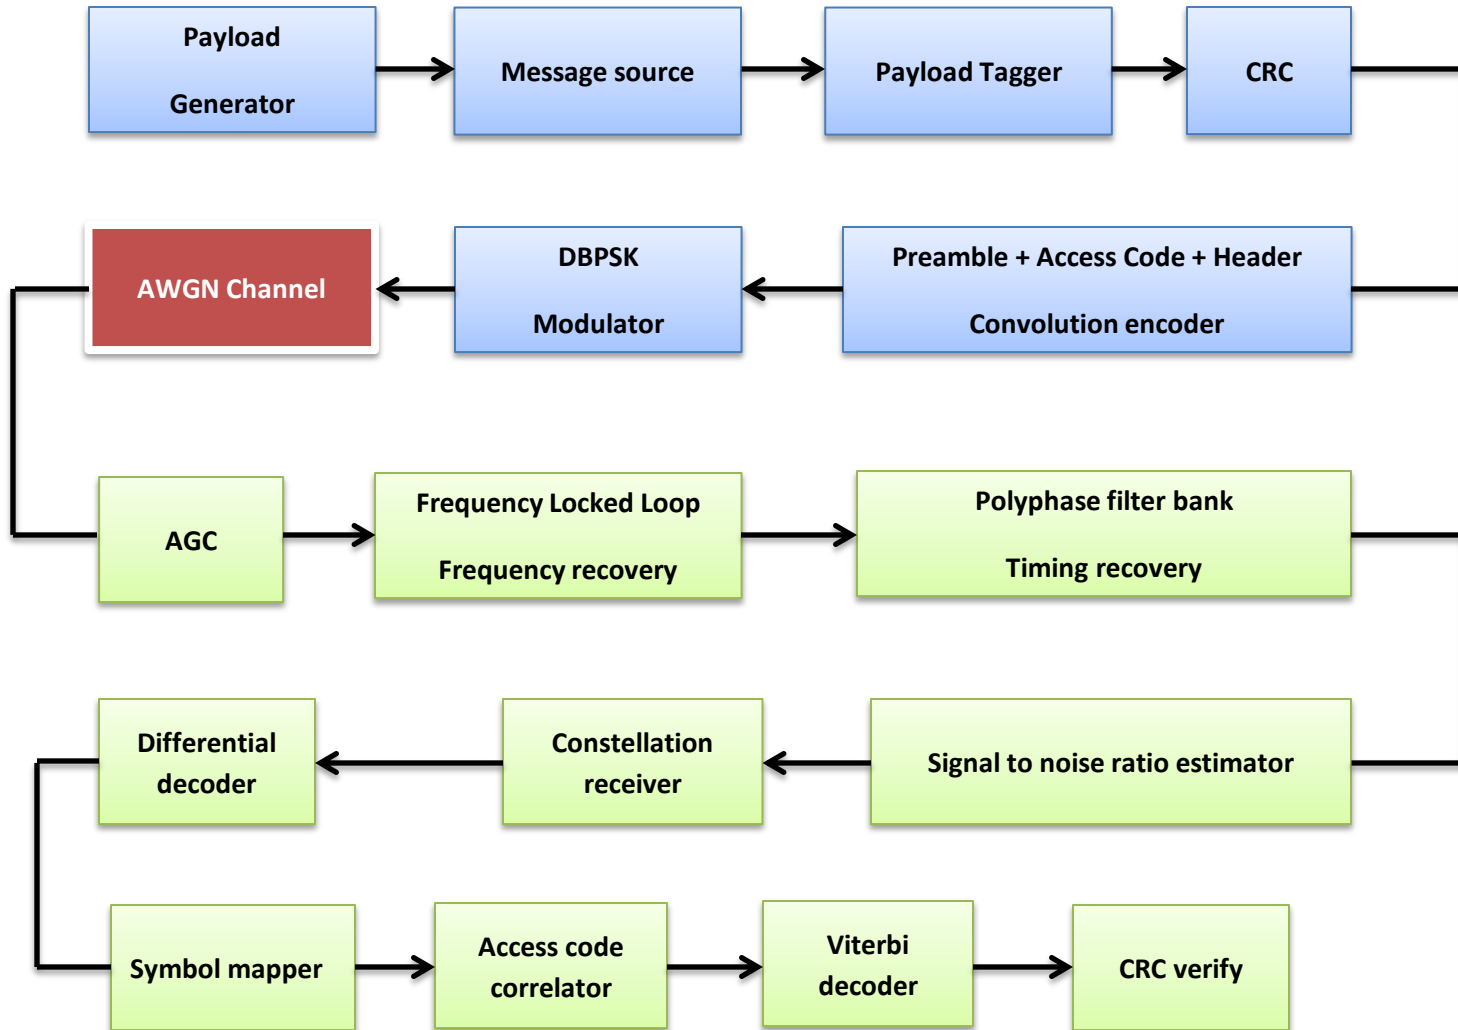 Payload
Generator
Message source
Payload Tagger
CRC
AWGN Channel
DBPSK
Modulator
Preamble + Access Code + Header
Convolution encoder
AGC
Frequency Locked Loop
Frequency recovery
Polyphase filter bank
Timing recovery
Differential
decoder
Constellation
receiver
Signal to noise ratio estimator
Symbol mapper
Access code
correlator
Viterbi
decoder
CRC verify